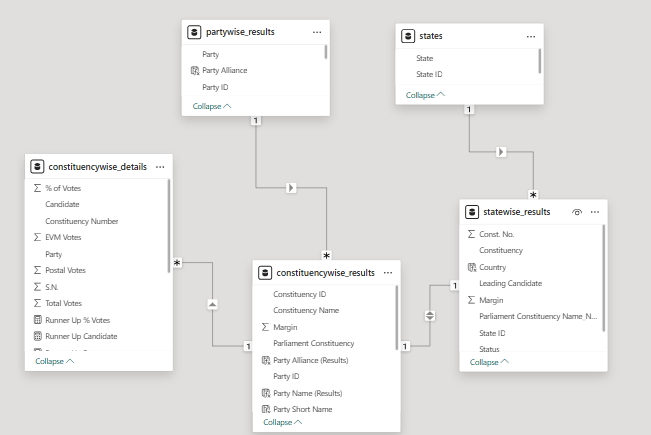 partywise_results
Party
Party Alliance
Party ID
Collapse
states
State
State ID
Collapse
1
1
constituencywise_details
% of Votes
Candidate
Constituency Number
EVM Votes
Party
Postal Votes
S.N.
Total Votes
Runner Up % Votes
Runner Up Candidate
Collapse
*
*
*
statewise_results
Const. No.
Constituency
Country
Leading Candidate
Margin
Parliament Constituency Name_N...
State ID
Status
Collapse
1
constituencywise_results
Constituency ID
Constituency Name
Margin
Parliament Constituency
Party Alliance (Results)
Party ID
Party Name (Results)
Party Short Name
Collapse
1
1